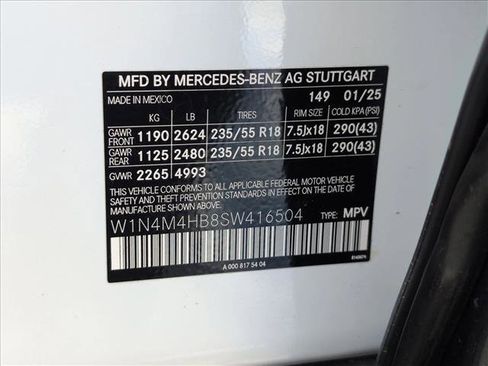 MFD BY MERCEDES-BENZ AG STUTTGART
MADE IN MEXICO 149 01/25
KG LB TIRES RIM SIZE COLD KPA (PSI)
GAWR FRONT 1190 2624 235/55 R18 7.5Jx18 290(43)
GAWR REAR 1125 2480 235/55 R18 7.5Jx18 290(43)
GVWR 2265 4993
THIS VEHICLE CONFORMS TO ALL APPLICABLE FEDERAL MOTOR VEHICLE
SAFETY AND THEFT PREVENTION STANDARDS IN EFFECT ON THE DATE
OF MANUFACTURE SHOWN ABOVE.
W1N4M4HB8SW416504 TYPE: MPV
A 000 817 54 04